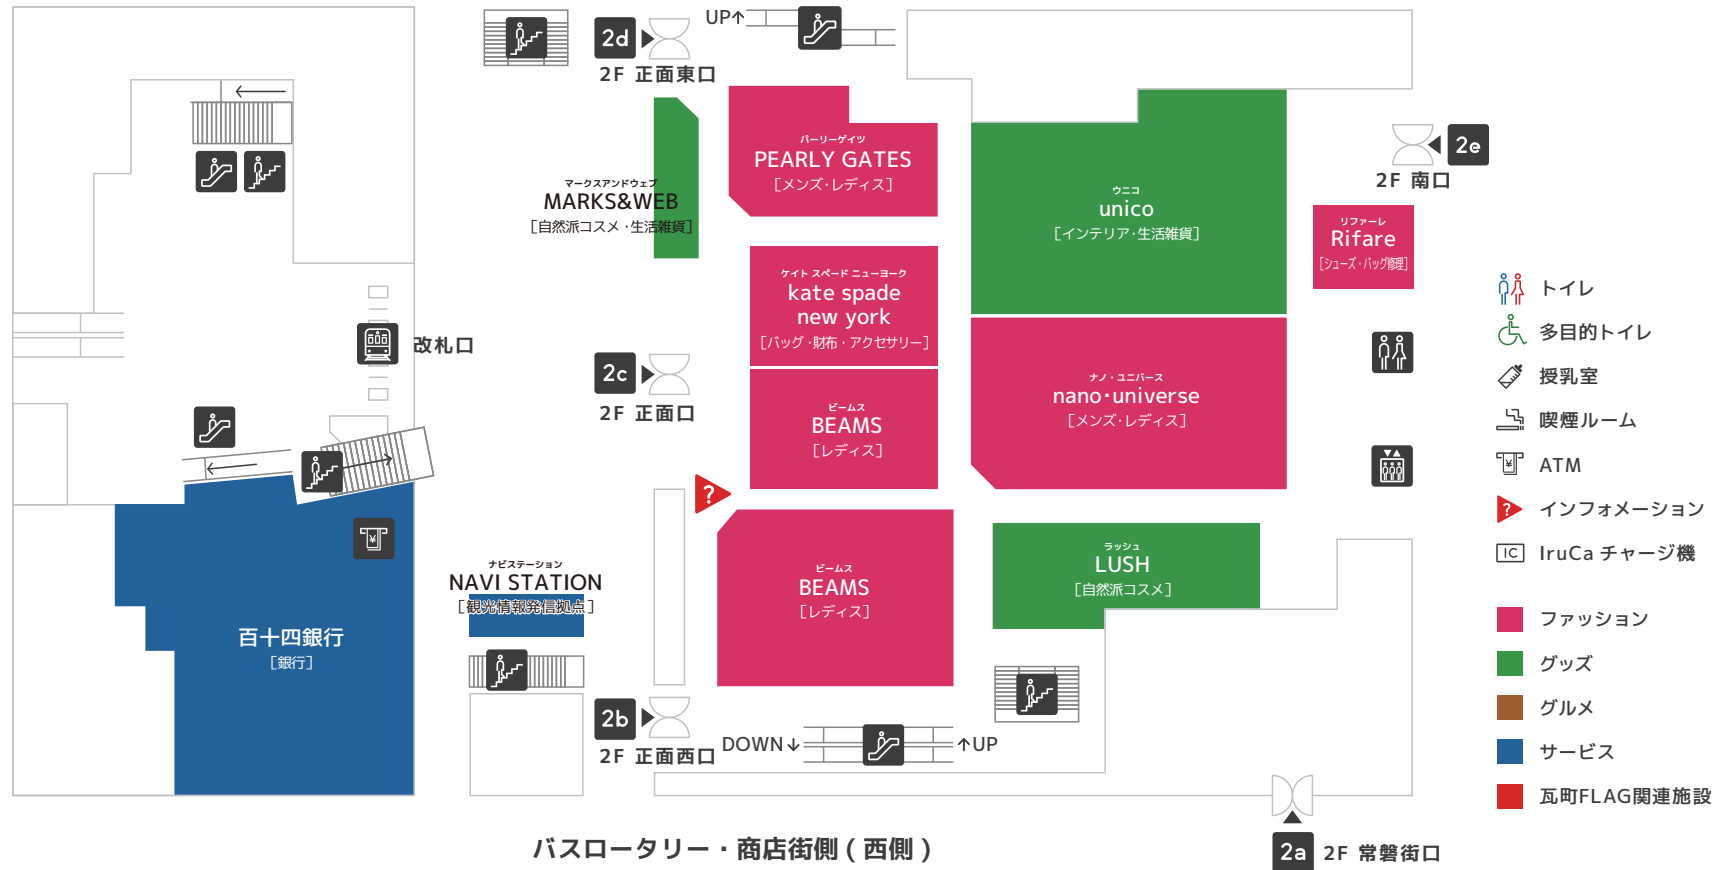 UP↑
2d
2F 正面東口
パーリーゲイツ
PEARLY GATES
[メンズ・レディス]
2e
2F 南口
マークスアンドウェブ
MARKS&WEB
[自然派コスメ・生活雑貨]
ウニコ
unico
[インテリア・生活雑貨]
リファーレ
Rifare
[シューズ・バッグ修理]
ケイト スペード ニューヨーク
kate spade
new york
[バッグ・財布・アクセサリー]
改札口
2c
2F 正面口
ナノ・ユニバース
nano・universe
[メンズ・レディス]
ビームス
BEAMS
[レディス]
?
¥
ナビステーション
NAVI STATION
[観光情報発信拠点]
ビームス
BEAMS
[レディス]
ラッシュ
LUSH
[自然派コスメ]
百十四銀行
[銀行]
2b
2F 正面西口
DOWN↓
↑UP
バスロータリー・商店街側(西側)
2a
2F 常磐街口
トイレ
多目的トイレ
授乳室
喫煙ルーム
¥
ATM
?
インフォメーション
IC
IruCa チャージ機
ファッション
グッズ
グルメ
サービス
瓦町FLAG関連施設